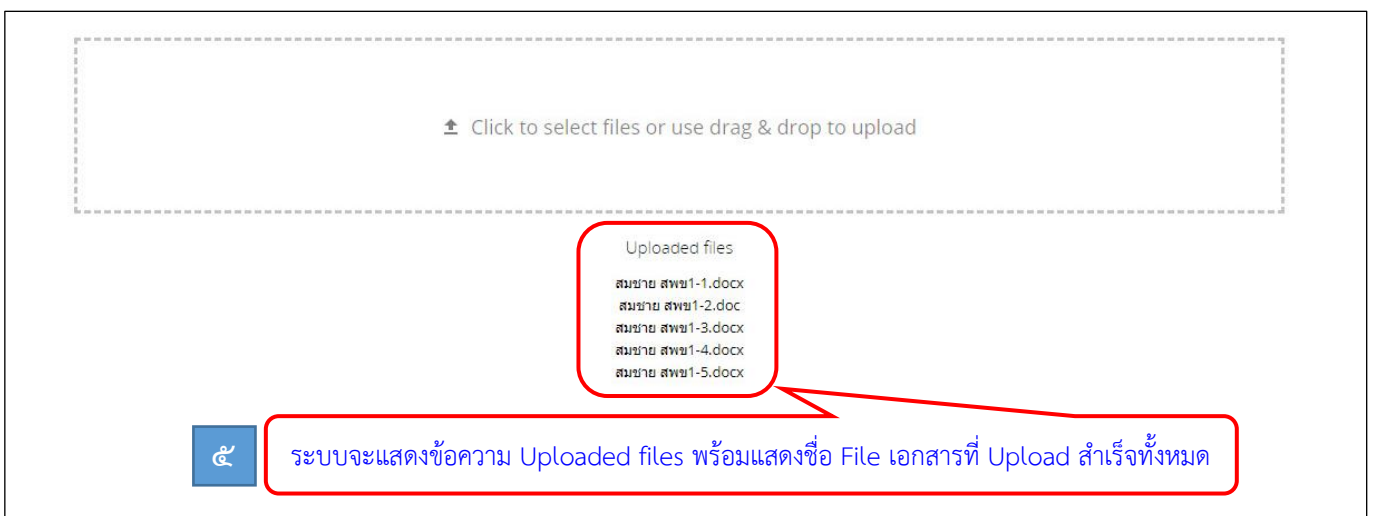 Click to select files or use drag & drop to upload
Uploaded files
สมชาย สพข1-1.docx
สมชาย สพข1-2.doc
สมชาย สพข1-3.docx
สมชาย สพข1-4.docx
สมชาย สพข1-5.docx
๕ ระบบจะแสดงข้อความ Uploaded files พร้อมแสดงชื่อ File เอกสารที่ Upload สำเร็จทั้งหมด